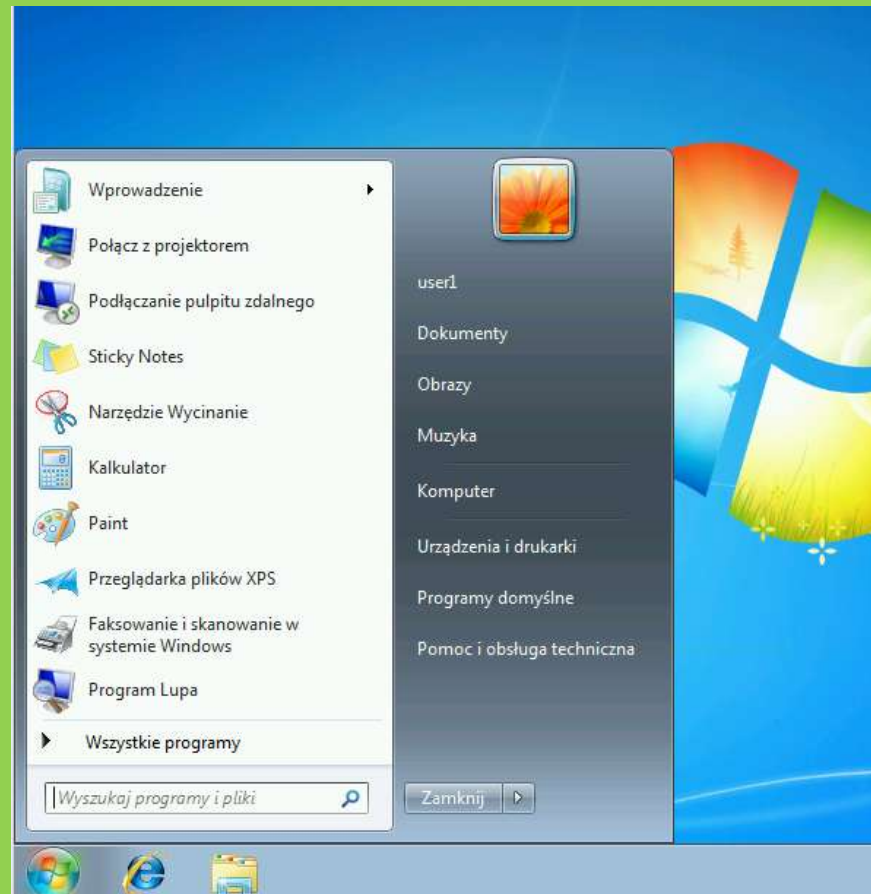 Wprowadzenie
Połącz z projektorem
Podłączanie pulpitu zdalnego
Sticky Notes
Narzędzie Wycinanie
Kalkulator
Paint
Przeglądarka plików XPS
Faksowanie i skanowanie w
systemie Windows
Program Lupa
Wszystkie programy
Wyszukaj programy i pliki
user1
Dokumenty
Obrazy
Muzyka
Komputer
Urządzenia i drukarki
Programy domyślne
Pomoc i obsługa techniczna
Zamknij